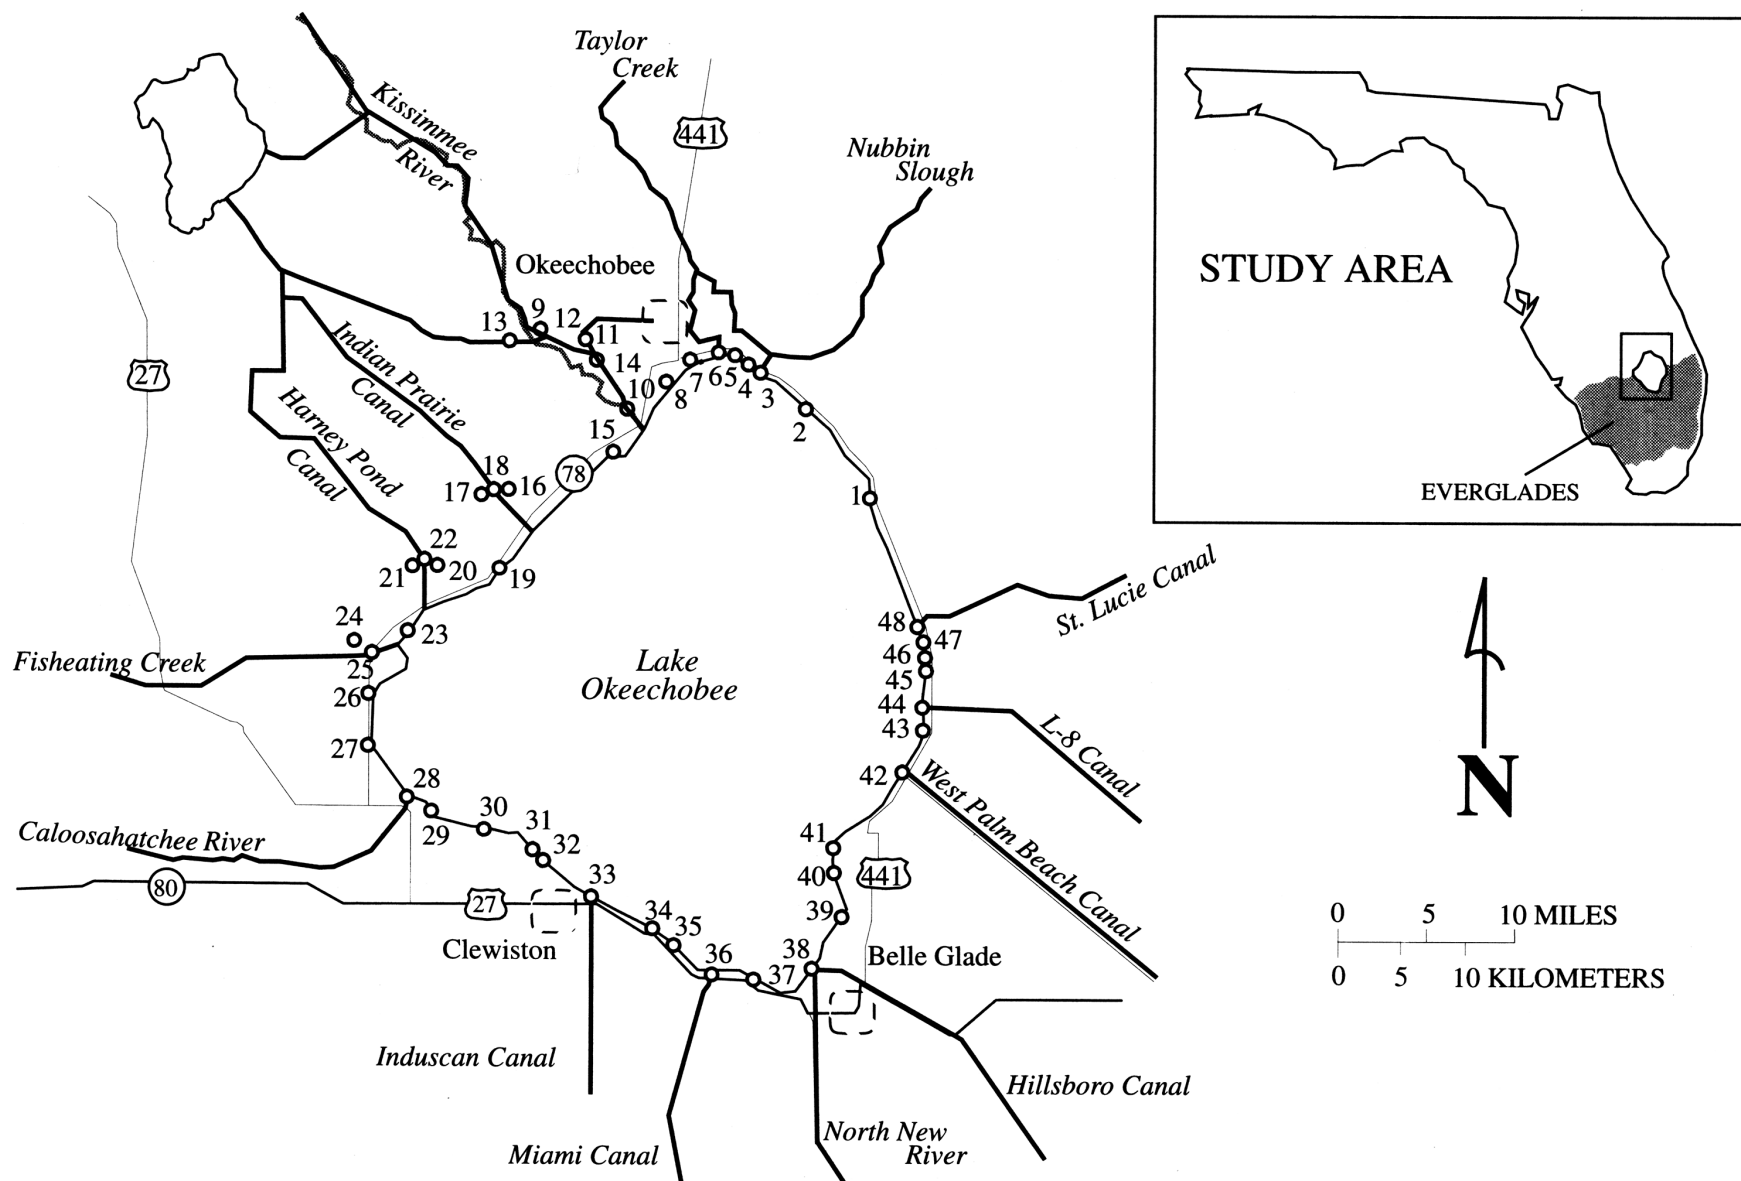 Taylor
Creek
Kissimmee
River
441
Nubbin
Slough
Okeechobee
27
Indian Prairie
Canal
Harney Pond
Canal
13
9
12
11
14
10
8
7
6
5
4
3
2
1
15
78
18
17
16
22
21
20
19
24
23
25
Fisheating Creek
26
27
28
29
30
31
32
33
34
35
36
37
38
39
40
41
42
43
44
45
46
47
48
Lake
Okeechobee
St. Lucie Canal
L-8 Canal
West Palm Beach Canal
441
Caloosahatchee River
80
27
Clewiston
Belle Glade
Induscan Canal
Miami Canal
North New
River
Hillsboro Canal
STUDY AREA
EVERGLADES
N
0 5 10 MILES
0 5 10 KILOMETERS